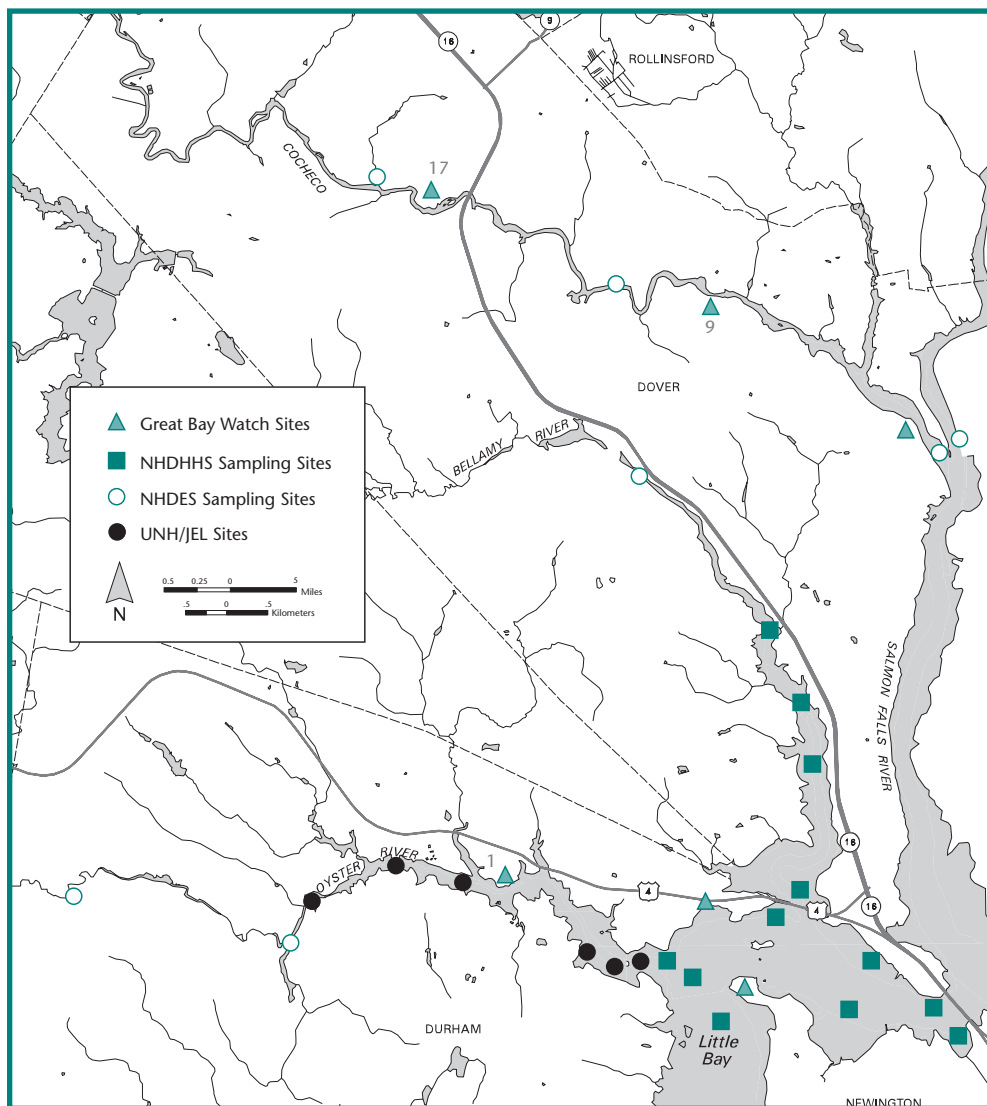 9
16
ROLLINSFORD
COCHECO
17
9
DOVER
Great Bay Watch Sites
NHDHHS Sampling Sites
NHDES Sampling Sites
UNH/JEL Sites
N
0.5 0.25 0 5
Miles
.5 0 .5
Kilometers
BELLAMY RIVER
SALMON FALLS RIVER
16
OYSTER RIVER
1
4
4
16
DURHAM
Little
Bay
NEWINGTON